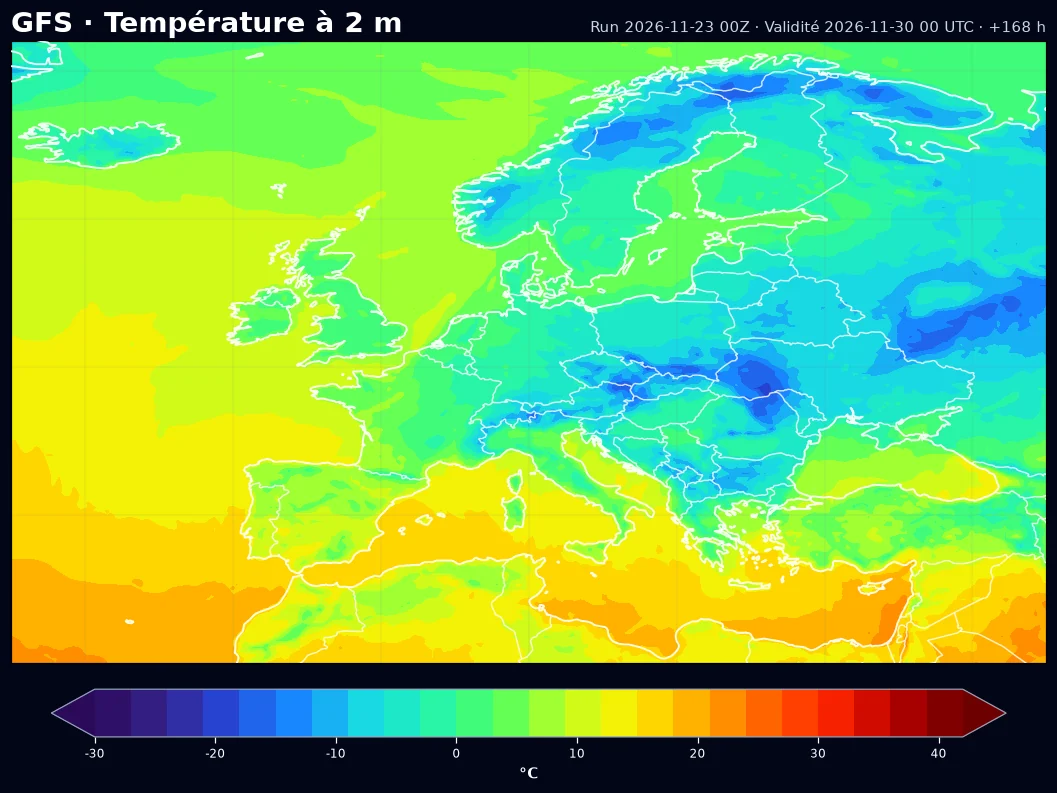 GFS · Température à 2 m
Run 2026-11-23 00Z · Validité 2026-11-30 00 UTC · +168 h
-30 -20 -10 0 10 20 30 40
°C